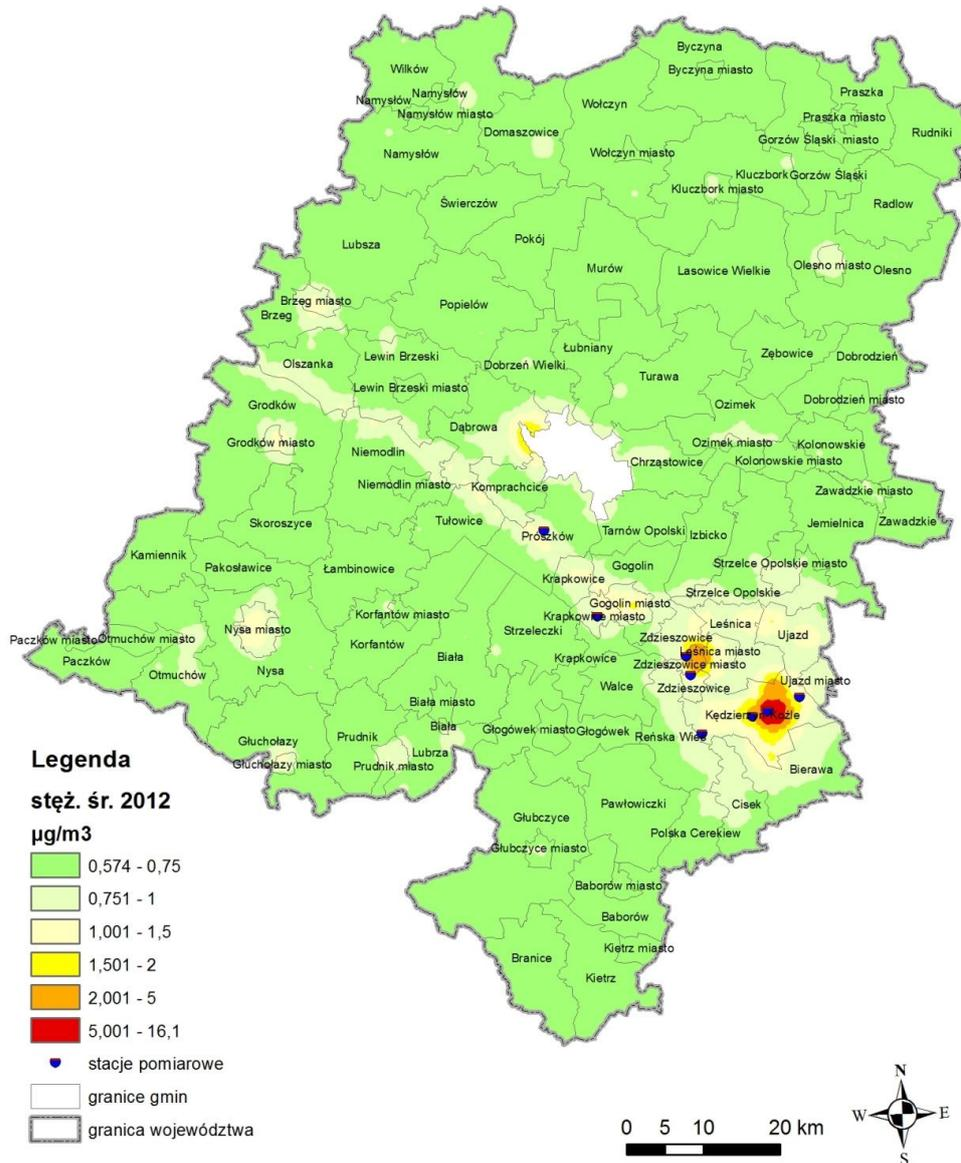 Byczyna
Byczyna miasto
Wilków
Praszka
Namysłów
Namysłów
Wołczyn
Namysłów miasto
Praszka miasto
Domaszowice
Rudniki
Gorzów Śląski miasto
Namysłów
Wołczyn miasto
Kluczbork
Gorzów Śląski
Kluczbork miasto
Świerczów
Radlow
Pokój
Lubsza
Murów
Lasowice Wielkie
Olesno miasto
Olesno
Brzeg miasto
Popielów
Brzeg
Łubniany
Lewin Brzeski
Zębowice
Dobrodzień
Olszanka
Dobrzeń Wielki
Turawa
Lewin Brzeski miasto
Dobrodzień miasto
Grodków
Ozimek
Dąbrowa
Grodków miasto
Ozimek miasto
Kolonowskie
Niemodlin
Chrząstowice
Kolonowskie miasto
Niemodlin miasto
Komprachcice
Zawadzkie miasto
Skoroszyce
Tułowice
Jemielnica
Zawadzkie
Tarnów Opolski
Izbicko
Prószków
Kamiennik
Pakosławice
Łambinowice
Gogolin
Strzelce Opolskie miasto
Krapkowice
Strzelce Opolskie
Gogolin miasto
Korfantów miasto
Krapkowice miasto
Leśnica
Nysa miasto
Strzeleczki
Zdzieszowice
Ujazd
Paczków miasto
Otmuchów miasto
Korfantów
Leśnica miasto
Biała
Krapkowice
Zdzieszowice miasto
Paczków
Nysa
Otmuchów
Walce
Zdzieszowice
Ujazd miasto
Biała miasto
Kędzierzyn-Koźle
Biała
Głogówek miasto
Głogówek
Reńska Wieś
Głuchołazy
Prudnik
Lubrza
Głuchołazy miasto
Prudnik miasto
Bierawa
Pawłowiczki
Cisek
Głubczyce
Polska Cerekiew
Głubczyce miasto
Baborów miasto
Baborów
Kietrz miasto
Branice
Kietrz
Legenda
stęż. śr. 2012
µg/m3
0,574 - 0,75
0,751 - 1
1,001 - 1,5
1,501 - 2
2,001 - 5
5,001 - 16,1
stacje pomiarowe
granice gmin
granica województwa
0 5 10 20 km
N
W E
S